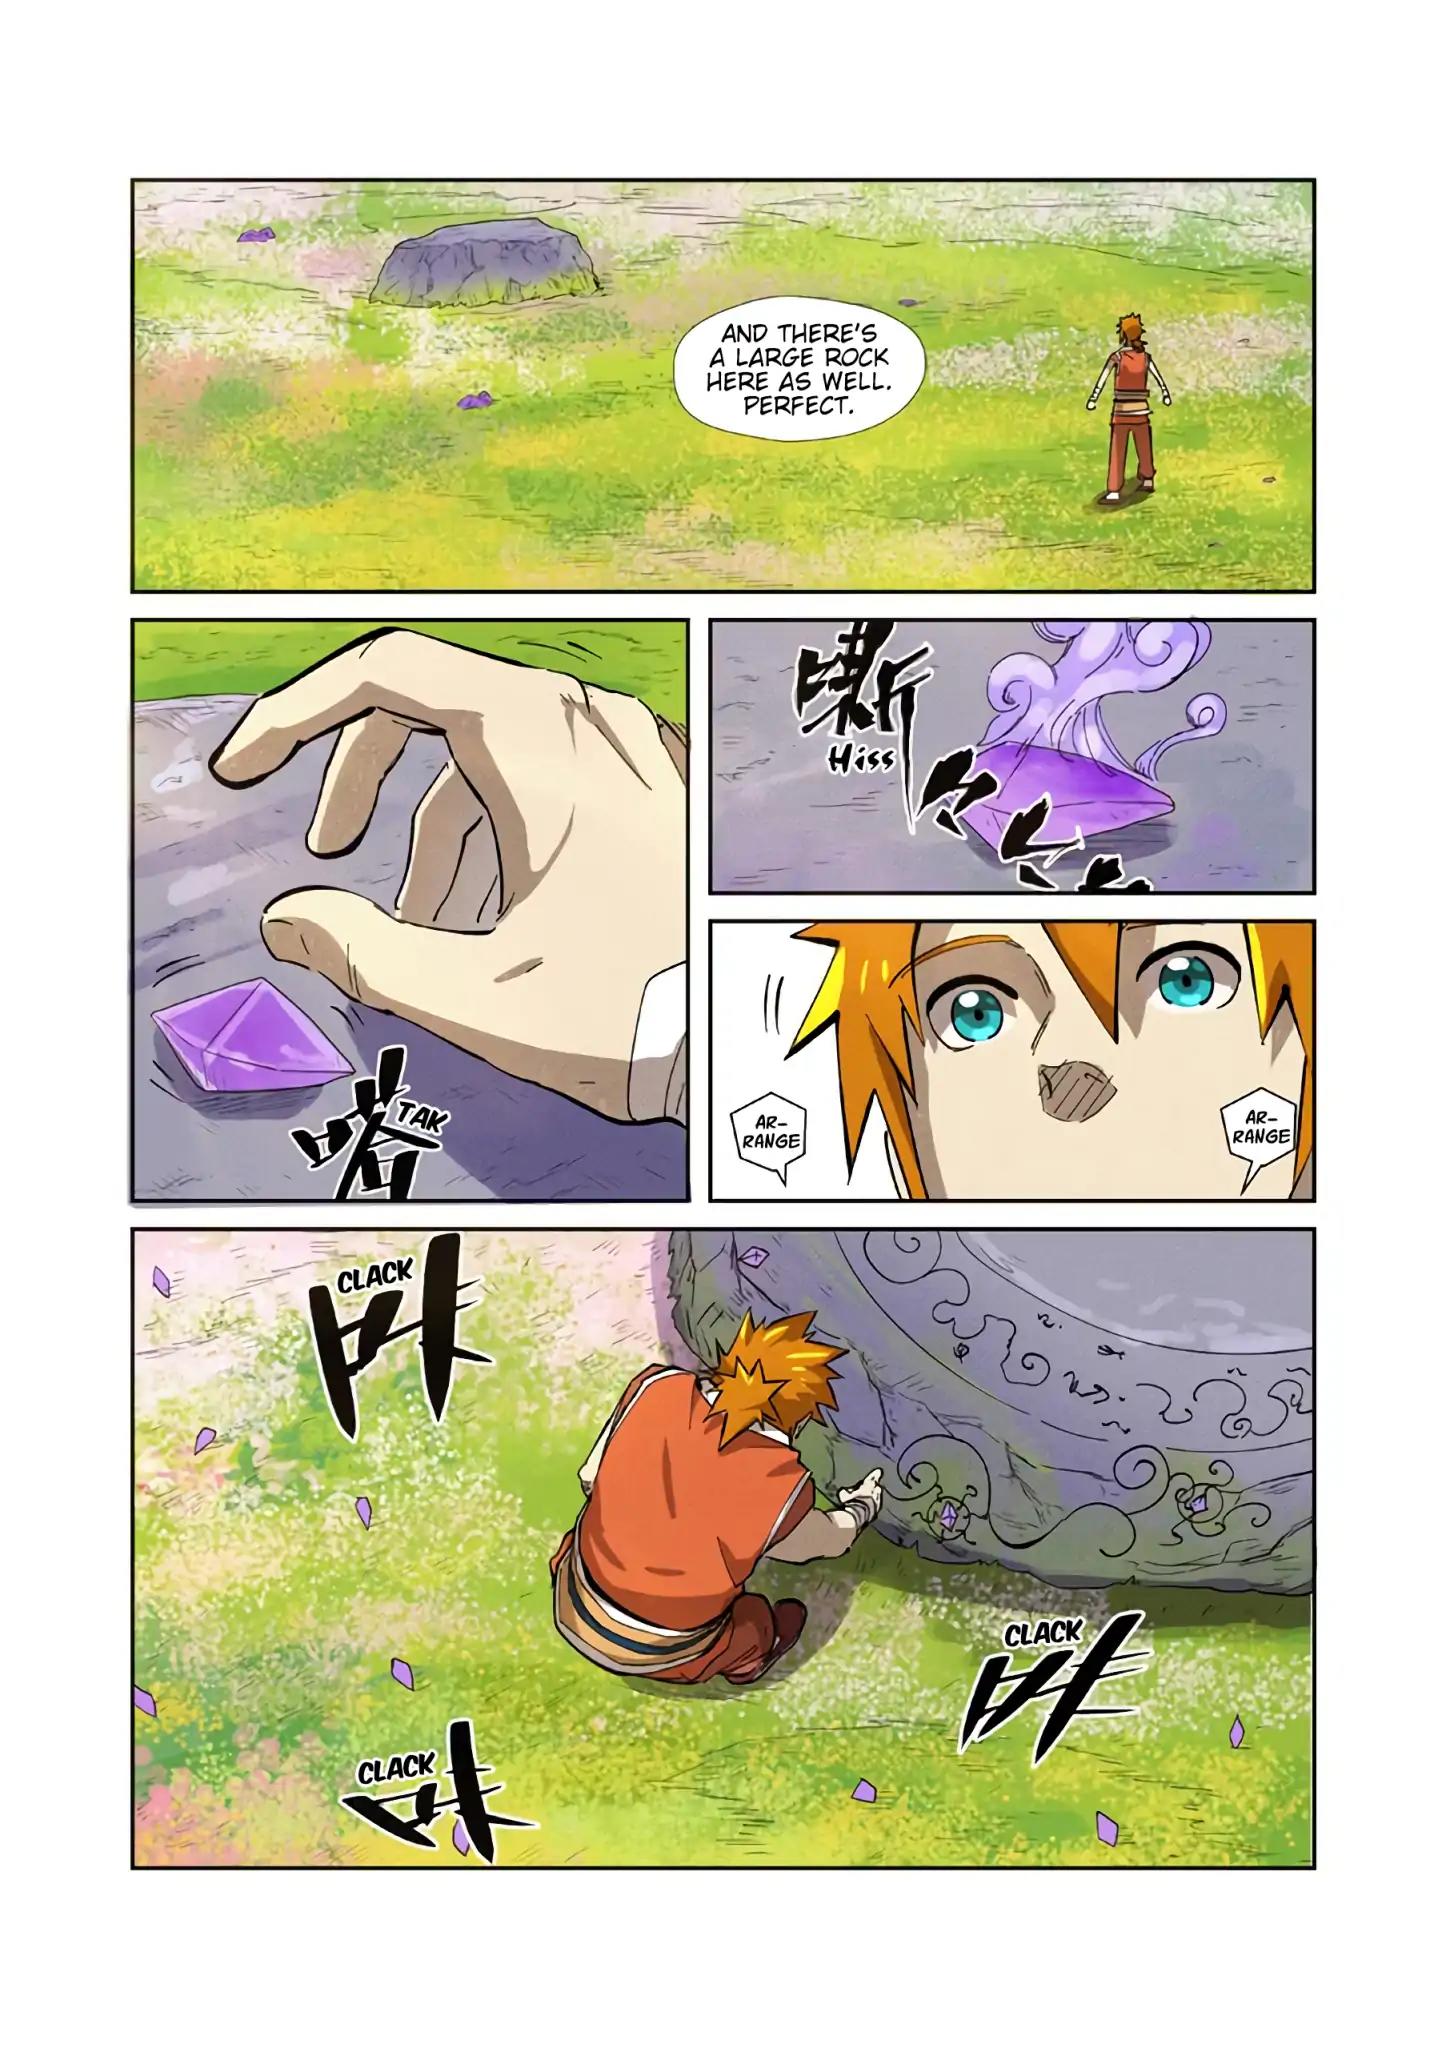 AND THERE'S
A LARGE ROCK
HERE AS WELL.
PERFECT.
嗒
TAK
嘶
Hiss
AR-
RANGE
AR-
RANGE
CLACK
CLACK
CLACK